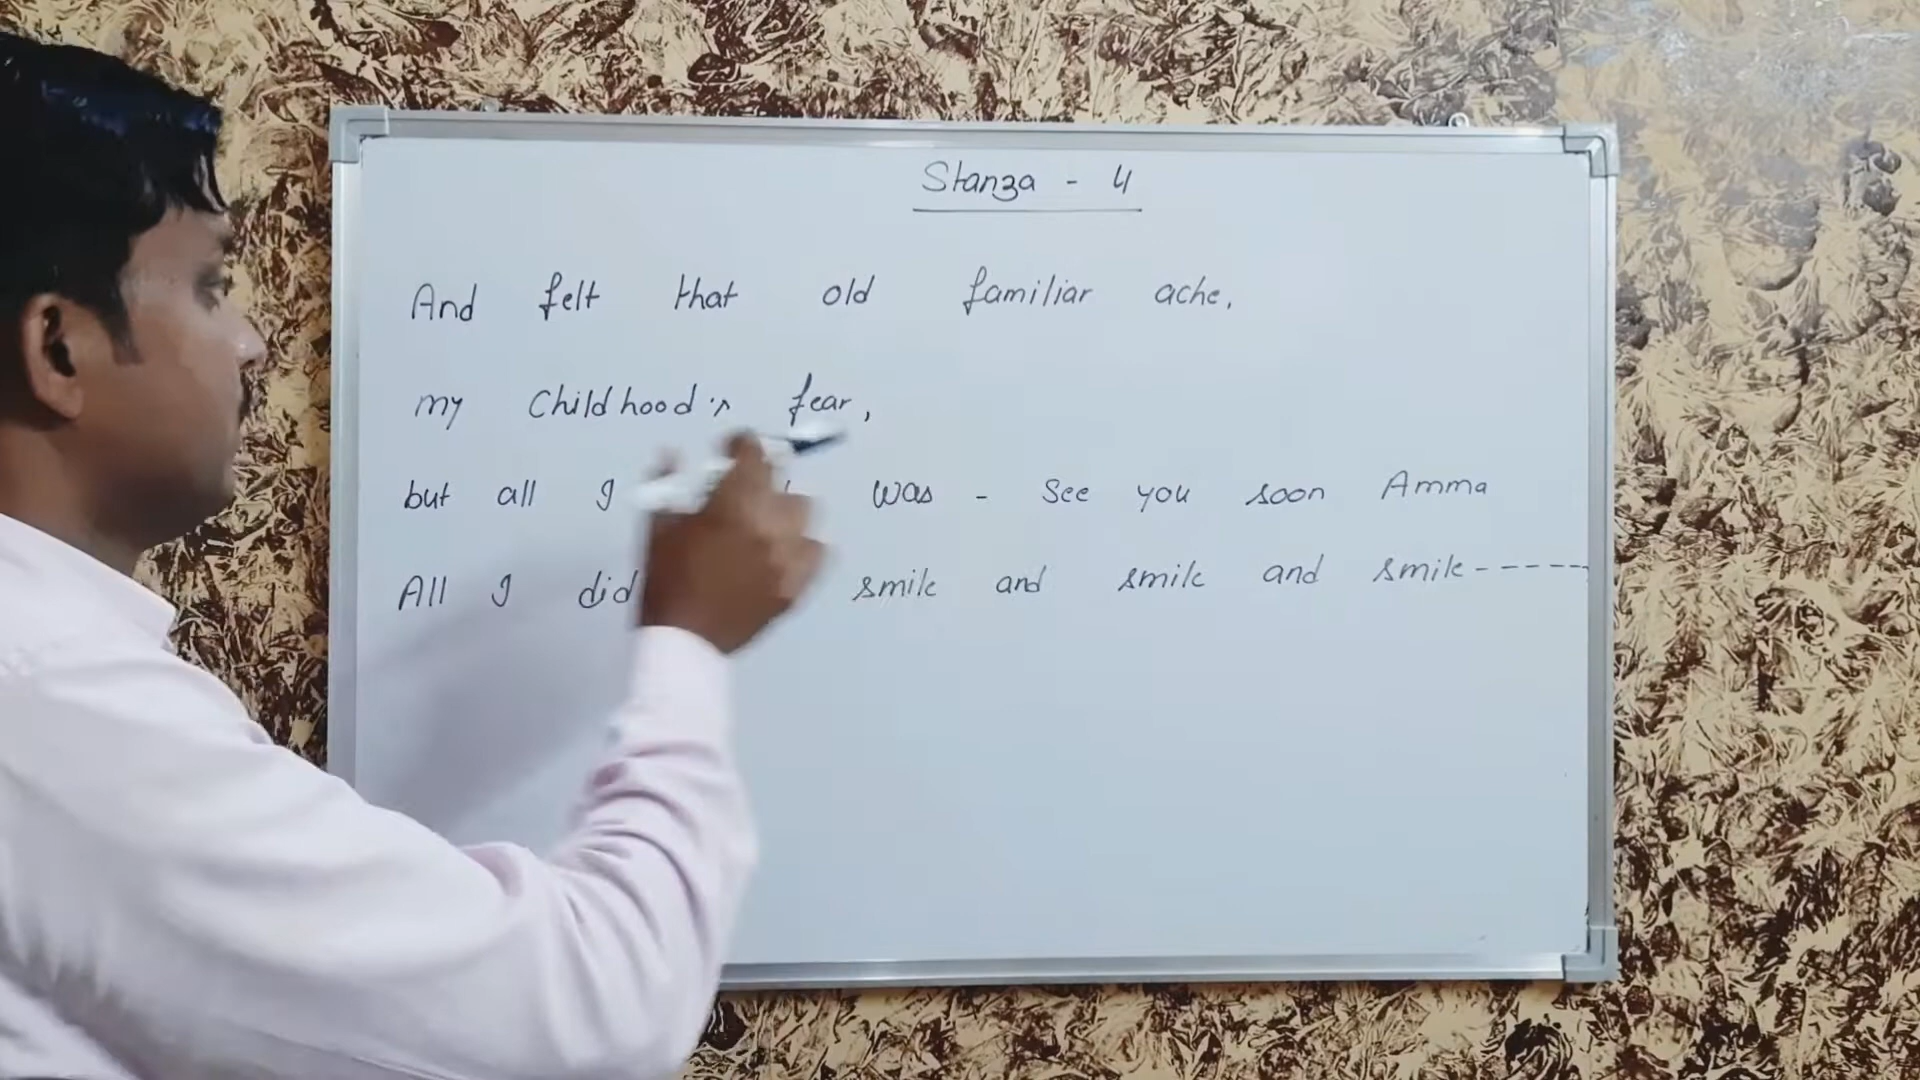 Stanza - 4
And felt that old familiar ache,
my Childhood's fear,
but all I was - See you soon Amma
All I did smile and smile and smile------